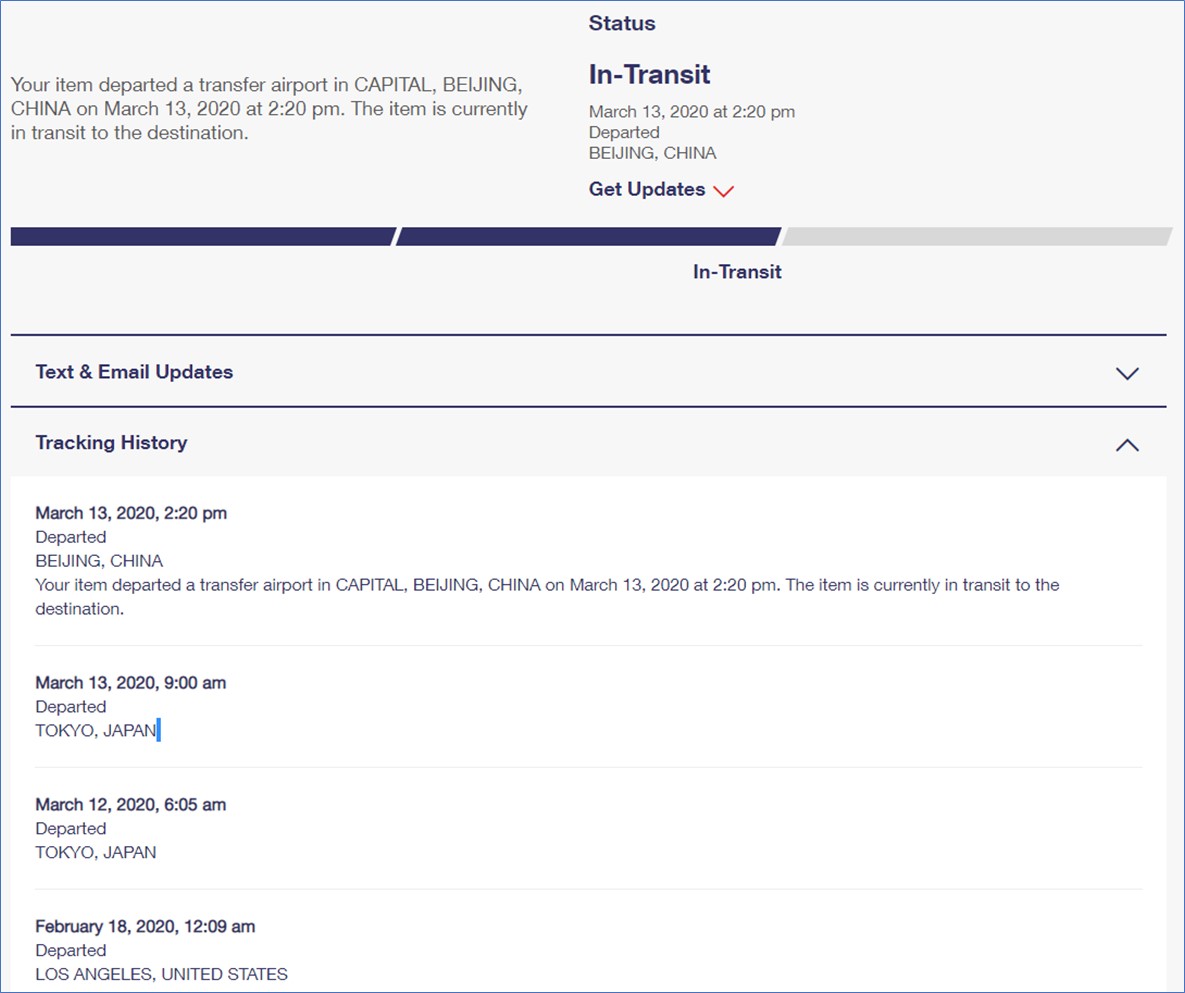 Status
Your item departed a transfer airport in CAPITAL, BEIJING,
CHINA on March 13, 2020 at 2:20 pm. The item is currently
in transit to the destination.
In-Transit
March 13, 2020 at 2:20 pm
Departed
BEIJING, CHINA
Get Updates
In-Transit
Text & Email Updates
Tracking History
March 13, 2020, 2:20 pm
Departed
BEIJING, CHINA
Your item departed a transfer airport in CAPITAL, BEIJING, CHINA on March 13, 2020 at 2:20 pm. The item is currently in transit to the
destination.
March 13, 2020, 9:00 am
Departed
TOKYO, JAPAN
March 12, 2020, 6:05 am
Departed
TOKYO, JAPAN
February 18, 2020, 12:09 am
Departed
LOS ANGELES, UNITED STATES